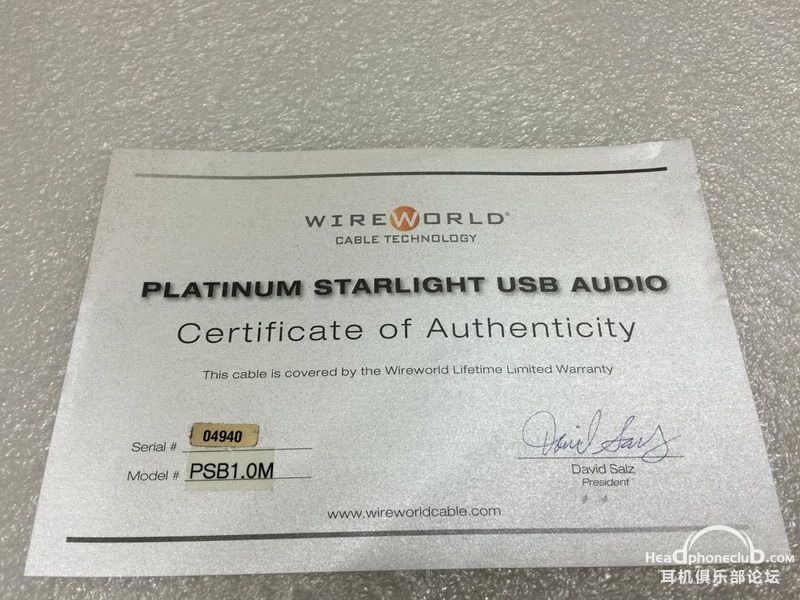 WIREWORLD®
CABLE TECHNOLOGY
PLATINUM STARLIGHT USB AUDIO
Certificate of Authenticity
This cable is covered by the Wireworld Lifetime Limited Warranty
Serial # 04940
Model # PSB1.0M
David Salz
David Salz
President
www.wireworldcable.com
Headphoneclub.com
耳机俱乐部论坛